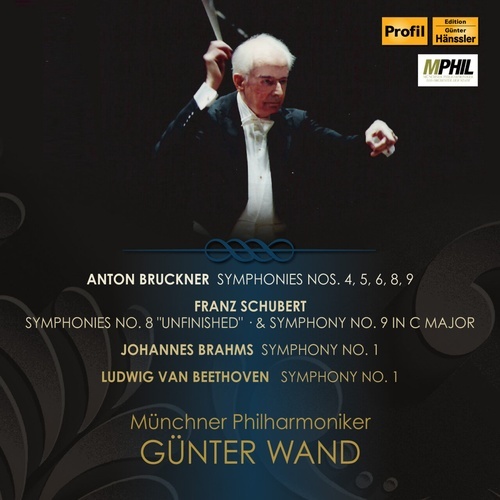 Profil
Edition
Günter
Hänssler
MPHIL
ANTON BRUCKNER SYMPHONIES NOS. 4, 5, 6, 8, 9
FRANZ SCHUBERT
SYMPHONIES NO. 8 "UNFINISHED" · & SYMPHONY NO. 9 IN C MAJOR
JOHANNES BRAHMS SYMPHONY NO. 1
LUDWIG VAN BEETHOVEN SYMPHONY NO. 1
Münchner Philharmoniker
GÜNTER WAND